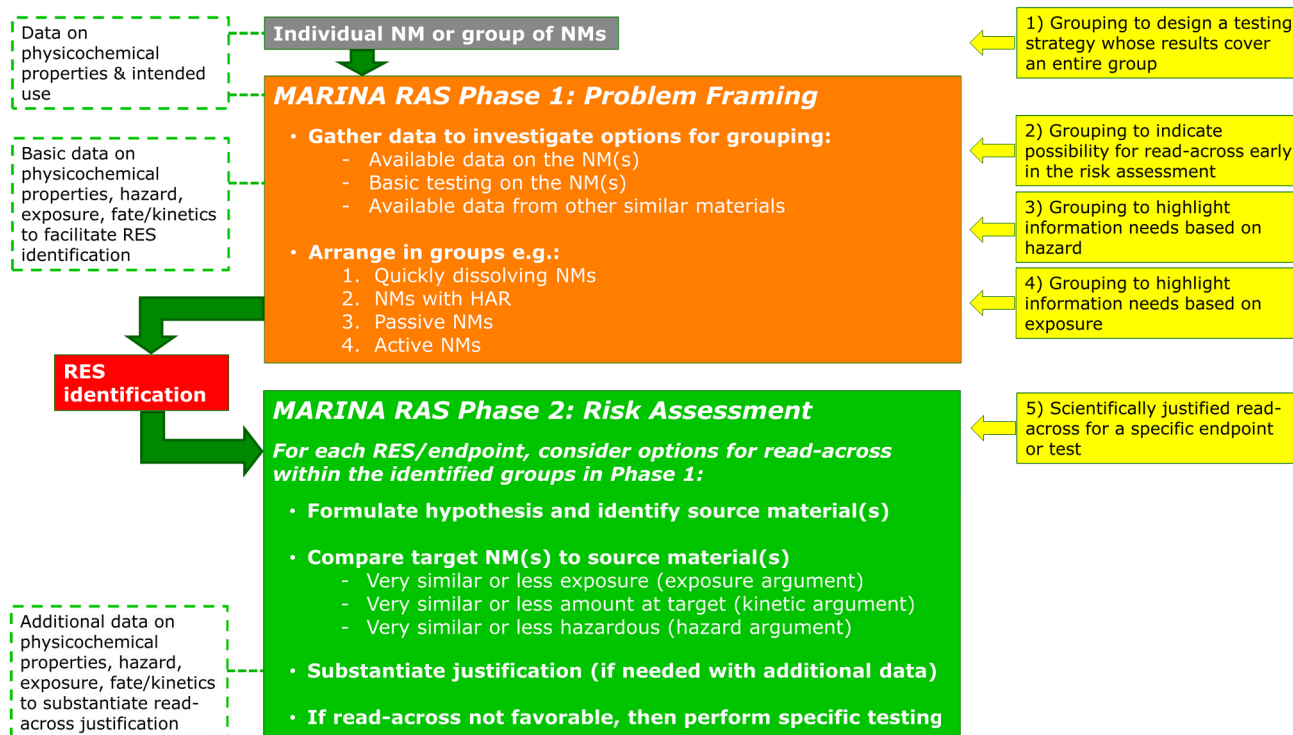 Data on
physicochemical
properties & intended
use
Individual NM or group of NMs
1) Grouping to design a testing
strategy whose results cover
an entire group
MARINA RAS Phase 1: Problem Framing
• Gather data to investigate options for grouping:
- Available data on the NM(s)
- Basic testing on the NM(s)
- Available data from other similar materials
• Arrange in groups e.g.:
1. Quickly dissolving NMs
2. NMs with HAR
3. Passive NMs
4. Active NMs
Basic data on
physicochemical
properties, hazard,
exposure, fate/kinetics
to facilitate RES
identification
2) Grouping to indicate
possibility for read-across early
in the risk assessment
3) Grouping to highlight
information needs based on
hazard
4) Grouping to highlight
information needs based on
exposure
RES
identification
MARINA RAS Phase 2: Risk Assessment
For each RES/endpoint, consider options for read-across
within the identified groups in Phase 1:
• Formulate hypothesis and identify source material(s)
• Compare target NM(s) to source material(s)
- Very similar or less exposure (exposure argument)
- Very similar or less amount at target (kinetic argument)
- Very similar or less hazardous (hazard argument)
• Substantiate justification (if needed with additional data)
• If read-across not favorable, then perform specific testing
5) Scientifically justified read-
across for a specific endpoint
or test
Additional data on
physicochemical
properties, hazard,
exposure, fate/kinetics
to substantiate read-
across justification